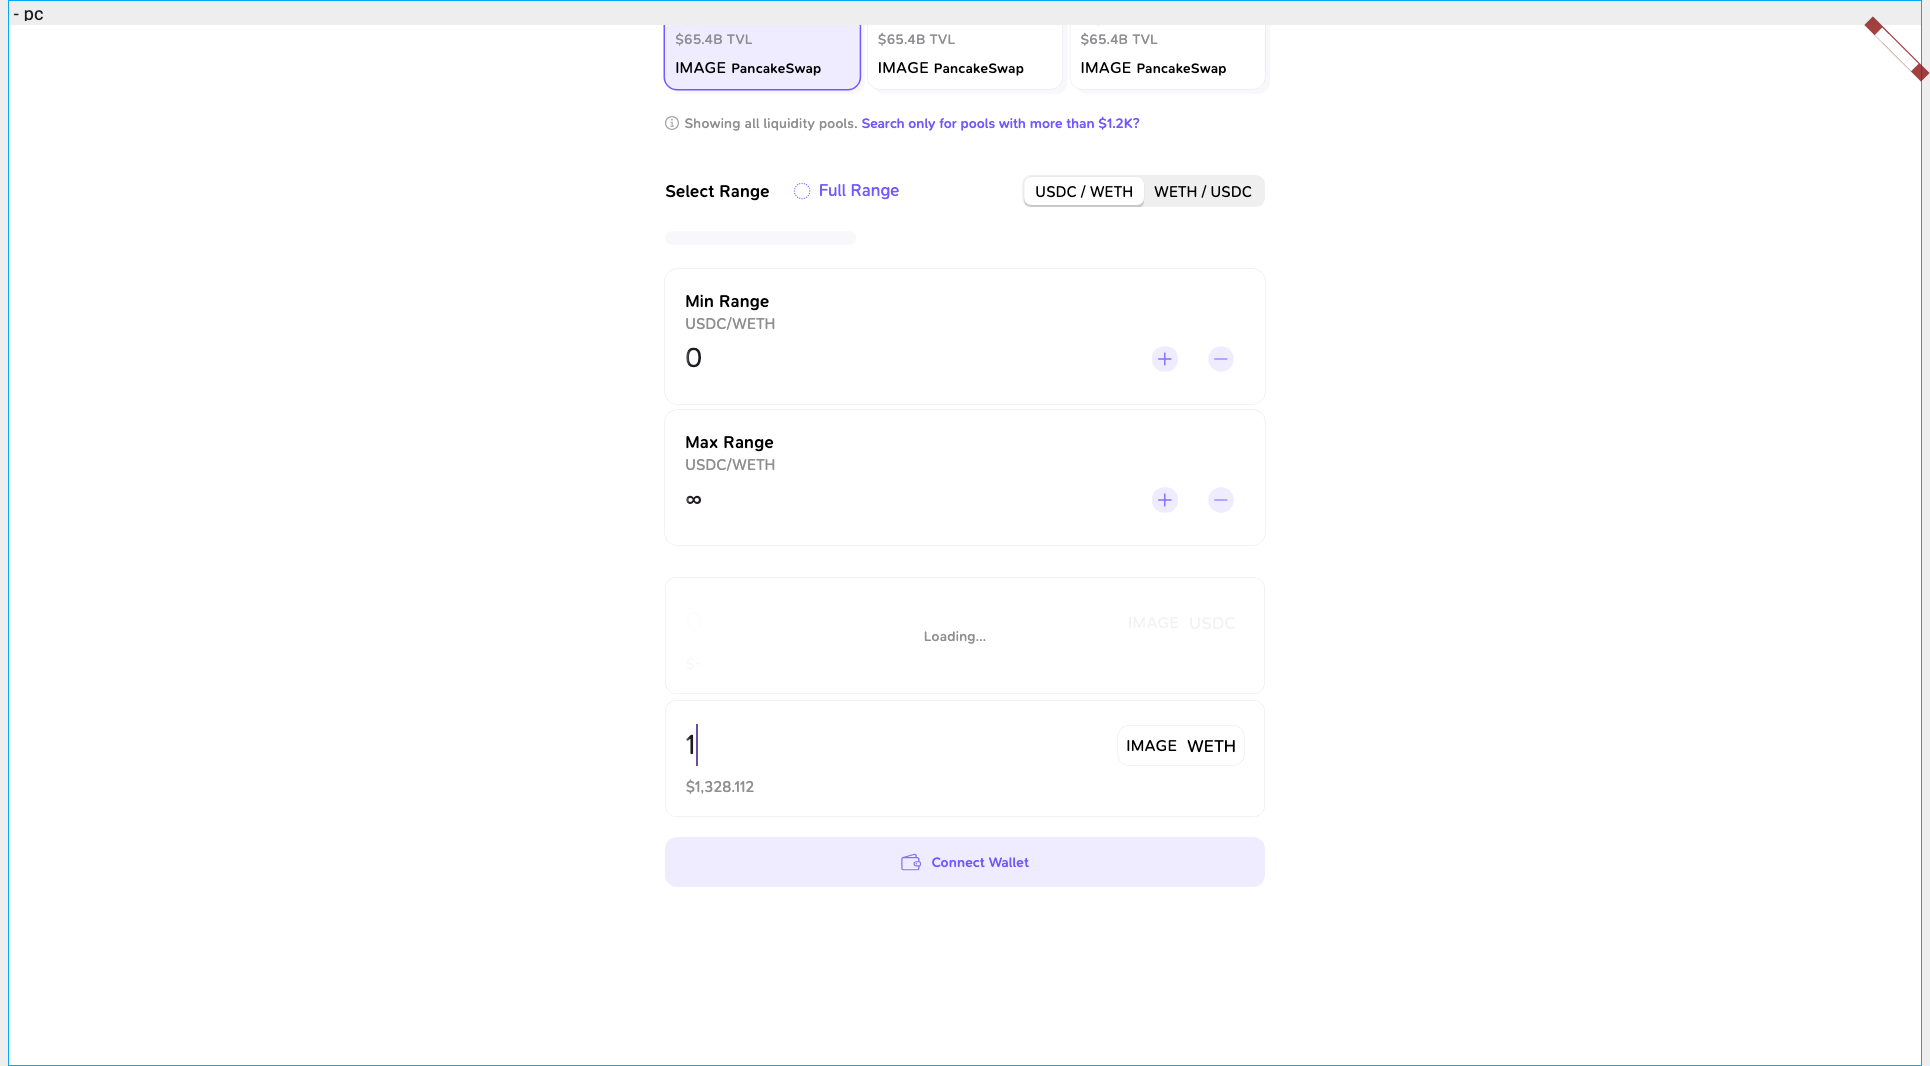 - pc
$65.4B TVL $65.4B TVL $65.4B TVL
IMAGE PancakeSwap IMAGE PancakeSwap IMAGE PancakeSwap
Showing all liquidity pools. Search only for pools with more than $1.2K?
Select Range Full Range USDC / WETH WETH / USDC
Min Range
USDC/WETH
0
Max Range
USDC/WETH
∞
0 IMAGE USDC
Loading...
$-
1 IMAGE WETH
$1,328.112
Connect Wallet